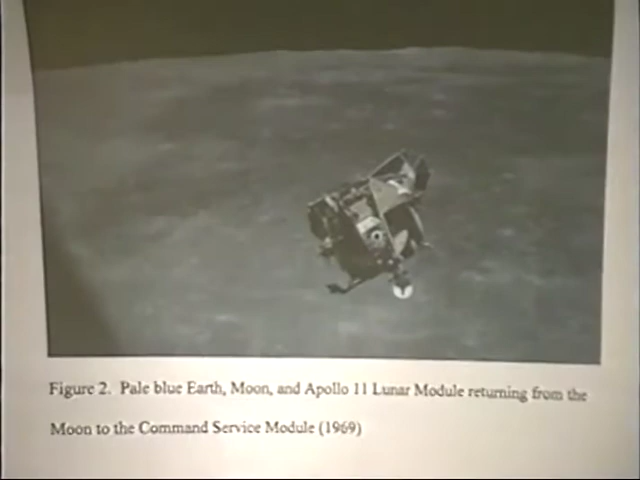 Figure 2. Pale blue Earth, Moon, and Apollo 11 Lunar Module returning from the
Moon to the Command Service Module (1969)